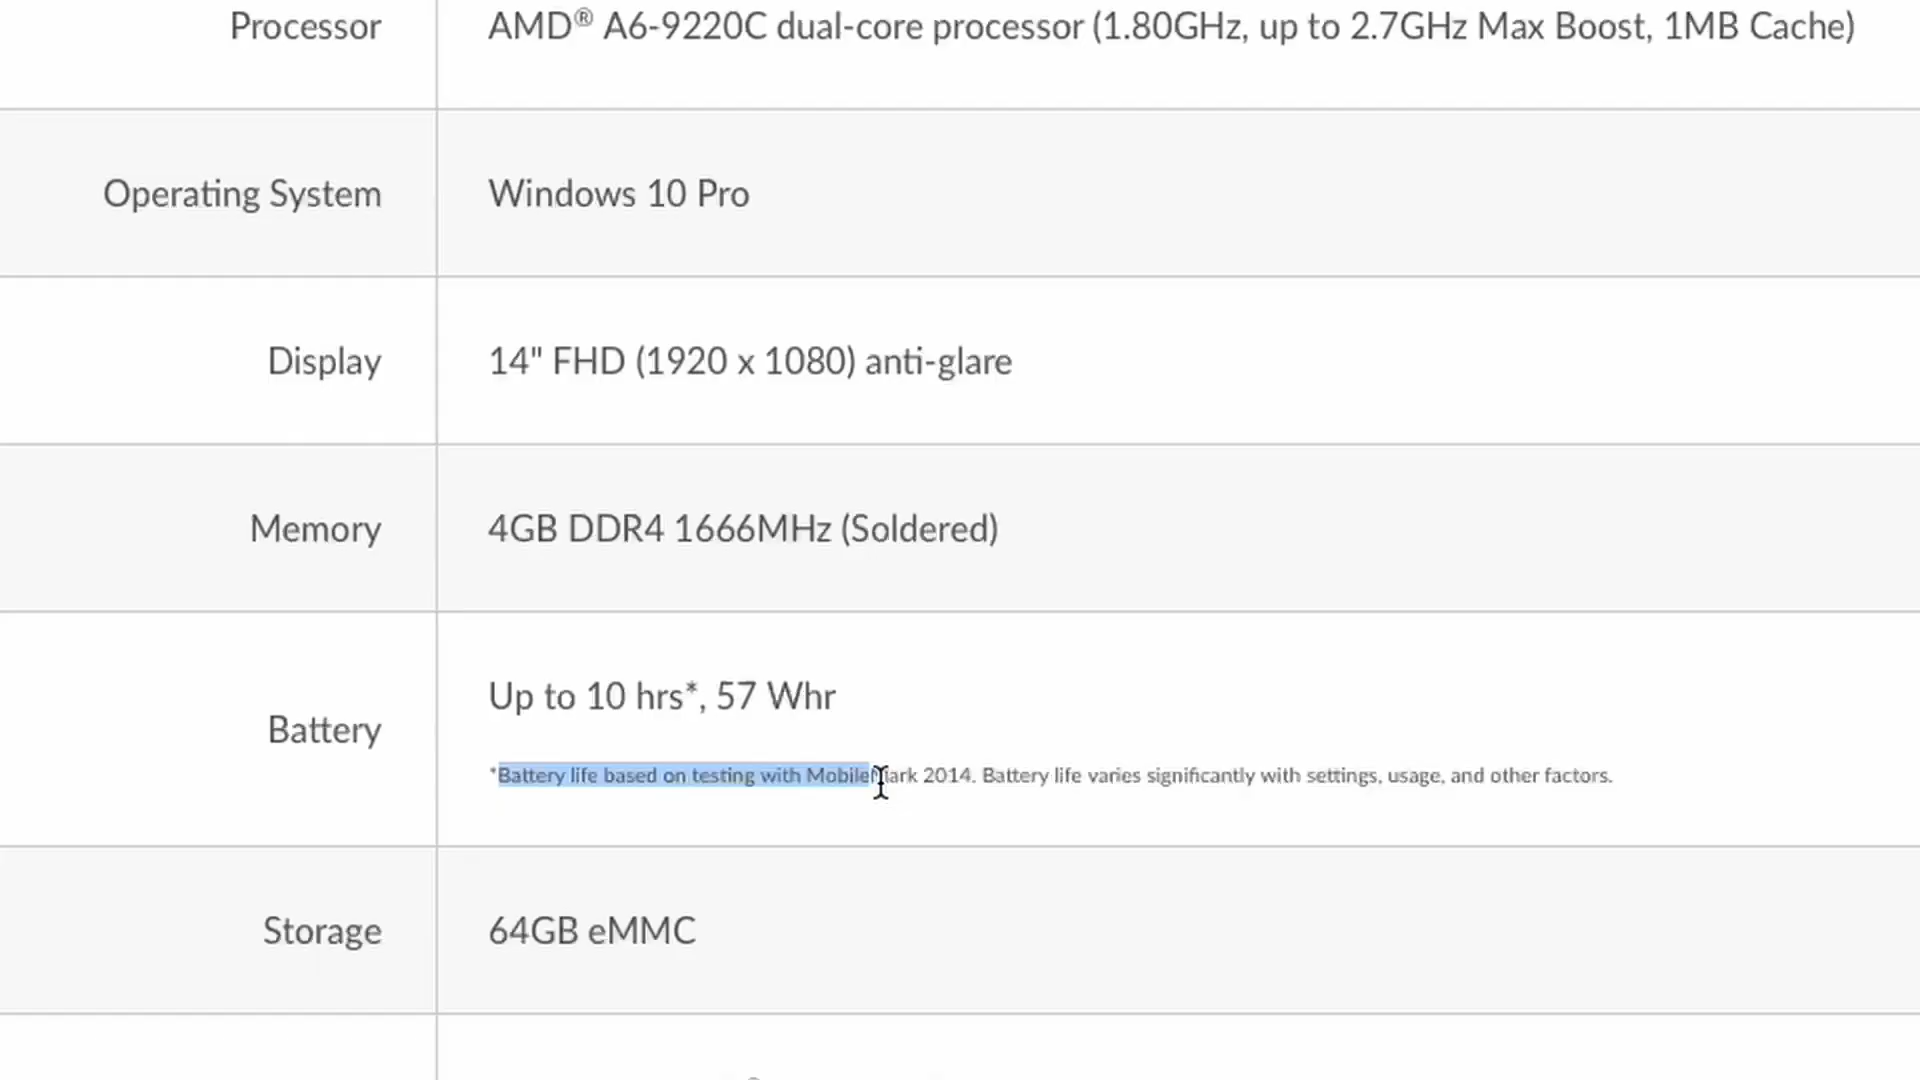 Processor
AMD® A6-9220C dual-core processor (1.80GHz, up to 2.7GHz Max Boost, 1MB Cache)
Operating System
Windows 10 Pro
Display
14" FHD (1920 x 1080) anti-glare
Memory
4GB DDR4 1666MHz (Soldered)
Battery
Up to 10 hrs*, 57 Whr
*Battery life based on testing with MobileMark 2014. Battery life varies significantly with settings, usage, and other factors.
Storage
64GB eMMC